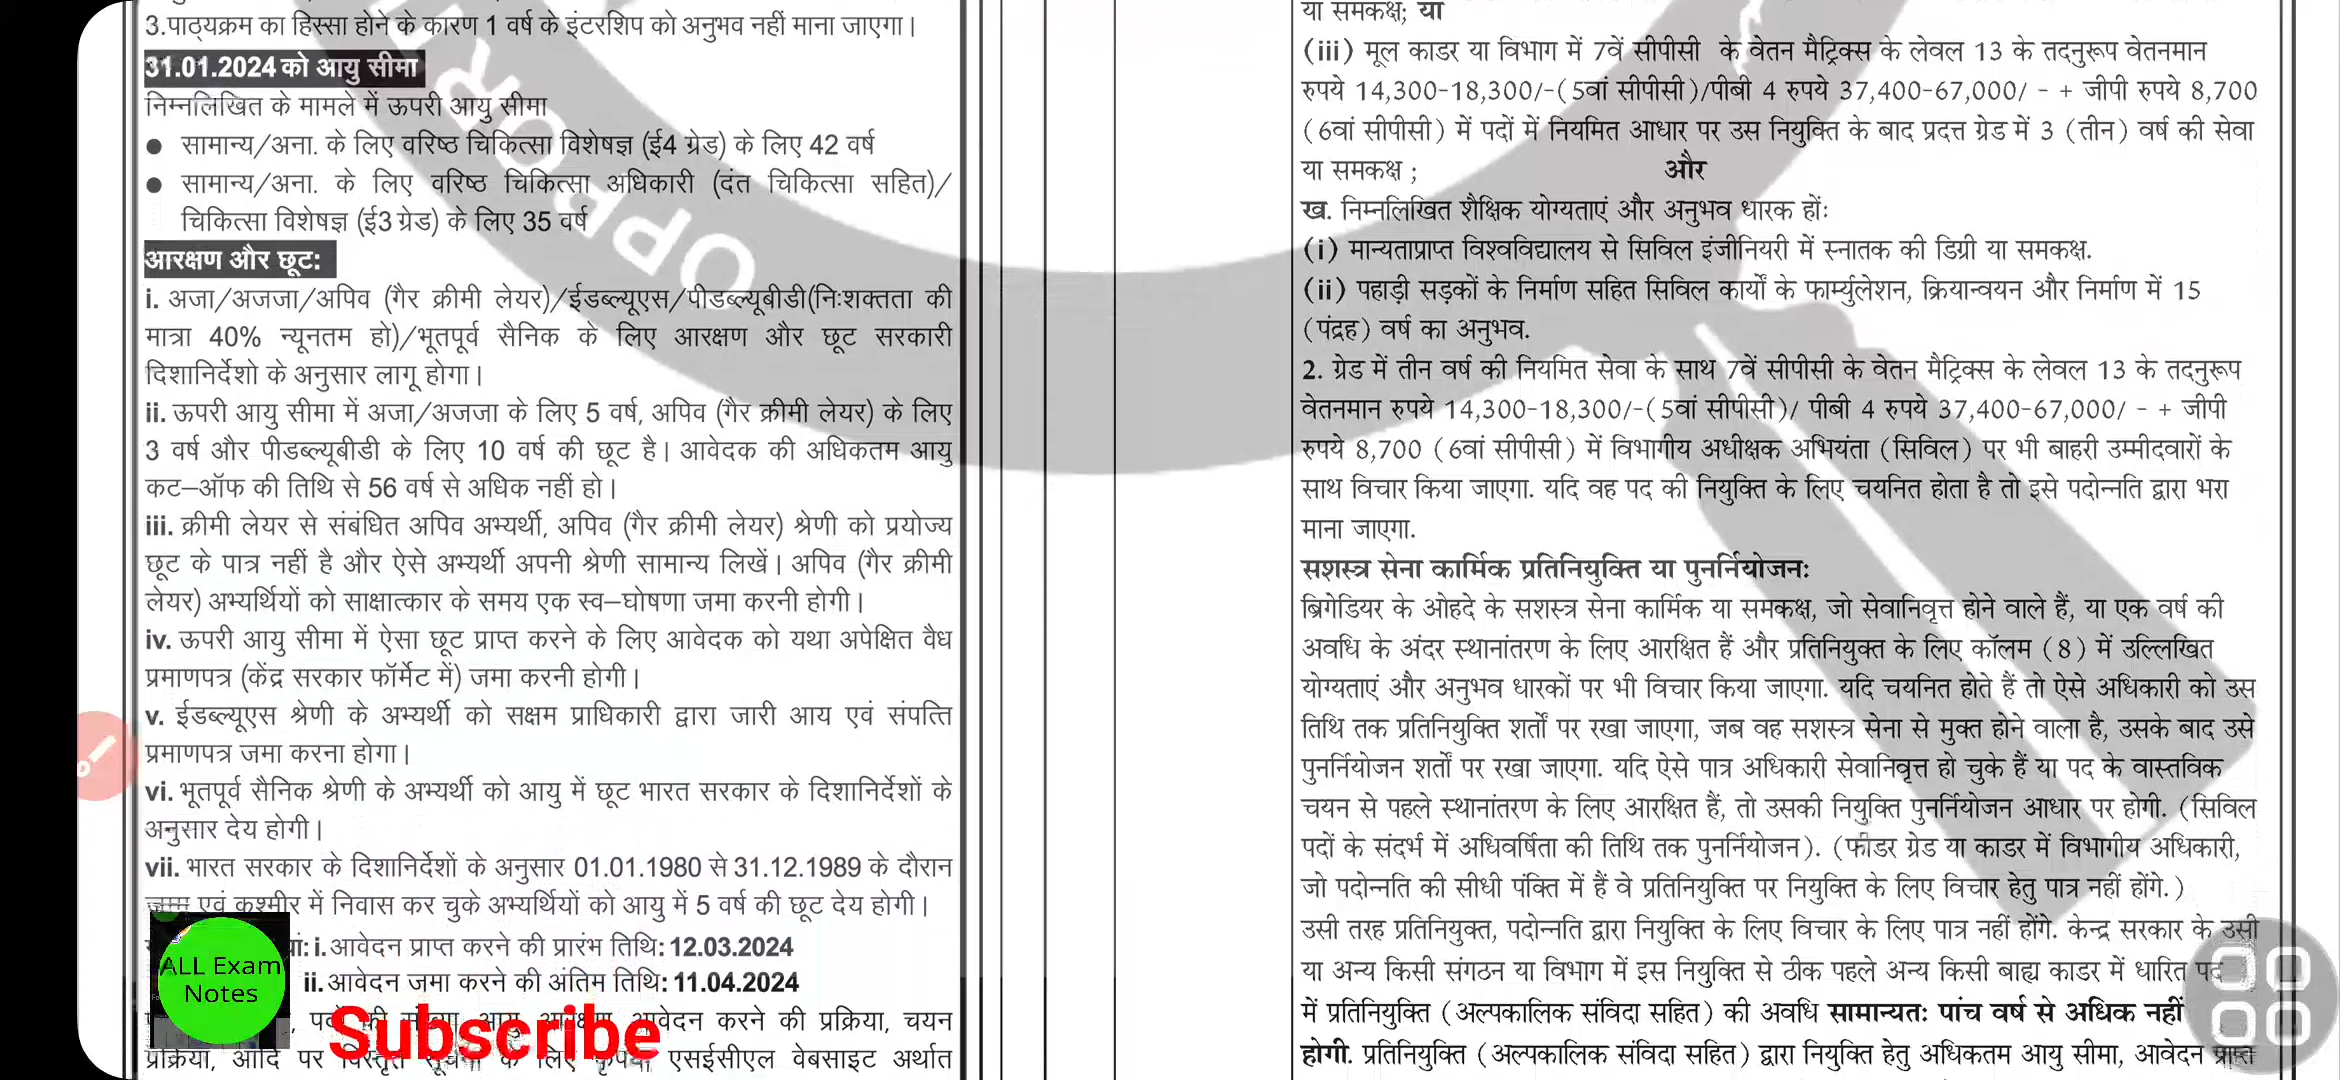 3.पाठ्यक्रम का हिस्सा होने के कारण 1 वर्ष के इंटरशिप को अनुभव नहीं माना जाएगा।
31.01.2024 को आयु सीमा
निम्नलिखित के मामले में ऊपरी आयु सीमा
● सामान्य/अना. के लिए वरिष्ठ चिकित्सा विशेषज्ञ (ई4 ग्रेड) के लिए 42 वर्ष
● सामान्य/अना. के लिए वरिष्ठ चिकित्सा अधिकारी (दंत चिकित्सा सहित)/
चिकित्सा विशेषज्ञ (ई3 ग्रेड) के लिए 35 वर्ष
आरक्षण और छूट:
i. अजा/अजजा/अपिव (गैर क्रीमी लेयर)/ईडब्ल्यूएस/पीडब्ल्यूबीडी(निःशक्तता की
मात्रा 40% न्यूनतम हो)/भूतपूर्व सैनिक के लिए आरक्षण और छूट सरकारी
दिशानिर्देशो के अनुसार लागू होगा।
ii. ऊपरी आयु सीमा में अजा/अजजा के लिए 5 वर्ष, अपिव (गैर क्रीमी लेयर) के लिए
3 वर्ष और पीडब्ल्यूबीडी के लिए 10 वर्ष की छूट है। आवेदक की अधिकतम आयु
कट–ऑफ की तिथि से 56 वर्ष से अधिक नहीं हो।
iii. क्रीमी लेयर से संबंधित अपिव अभ्यर्थी, अपिव (गैर क्रीमी लेयर) श्रेणी को प्रयोज्य
छूट के पात्र नहीं है और ऐसे अभ्यर्थी अपनी श्रेणी सामान्य लिखें। अपिव (गैर क्रीमी
लेयर) अभ्यर्थियों को साक्षात्कार के समय एक स्व–घोषणा जमा करनी होगी।
iv. ऊपरी आयु सीमा में ऐसा छूट प्राप्त करने के लिए आवेदक को यथा अपेक्षित वैध
प्रमाणपत्र (केंद्र सरकार फॉर्मेट में) जमा करनी होगी।
v. ईडब्ल्यूएस श्रेणी के अभ्यर्थी को सक्षम प्राधिकारी द्वारा जारी आय एवं संपत्ति
प्रमाणपत्र जमा करना होगा।
vi. भूतपूर्व सैनिक श्रेणी के अभ्यर्थी को आयु में छूट भारत सरकार के दिशानिर्देशों के
अनुसार देय होगी।
vii. भारत सरकार के दिशानिर्देशों के अनुसार 01.01.1980 से 31.12.1989 के दौरान
जम्मू एवं कश्मीर में निवास कर चुके अभ्यर्थियों को आयु में 5 वर्ष की छूट देय होगी।
i. आवेदन प्राप्त करने की प्रारंभ तिथि: 12.03.2024
ii. आवेदन जमा करने की अंतिम तिथि: 11.04.2024
आवेदन करने की प्रक्रिया, चयन
प्रक्रिया, आदि पर विस्तृत सूचना के लिए कृपया एसईसीएल वेबसाइट अर्थात
ALL Exam
Notes
Subscribe
OPPOR
या समकक्ष; या
(iii) मूल काडर या विभाग में 7वें सीपीसी के वेतन मैट्रिक्स के लेवल 13 के तदनुरूप वेतनमान
रुपये 14,300-18,300/-(5वां सीपीसी)/पीबी 4 रुपये 37,400-67,000/ - + जीपी रुपये 8,700
(6वां सीपीसी) में पदों में नियमित आधार पर उस नियुक्ति के बाद प्रदत्त ग्रेड में 3 (तीन) वर्ष की सेवा
या समकक्ष ; और
ख. निम्नलिखित शैक्षिक योग्यताएं और अनुभव धारक हों:
(i) मान्यताप्राप्त विश्वविद्यालय से सिविल इंजीनियरी में स्नातक की डिग्री या समकक्ष.
(ii) पहाड़ी सड़कों के निर्माण सहित सिविल कार्यों के फार्म्युलेशन, क्रियान्वयन और निर्माण में 15
(पंद्रह) वर्ष का अनुभव.
2. ग्रेड में तीन वर्ष की नियमित सेवा के साथ 7वें सीपीसी के वेतन मैट्रिक्स के लेवल 13 के तदनुरूप
वेतनमान रुपये 14,300-18,300/-(5वां सीपीसी)/ पीबी 4 रुपये 37,400-67,000/ - + जीपी
रुपये 8,700 (6वां सीपीसी) में विभागीय अधीक्षक अभियंता (सिविल) पर भी बाहरी उम्मीदवारों के
साथ विचार किया जाएगा. यदि वह पद की नियुक्ति के लिए चयनित होता है तो इसे पदोन्नति द्वारा भरा
माना जाएगा.
सशस्त्र सेना कार्मिक प्रतिनियुक्ति या पुनर्नियोजन:
ब्रिगेडियर के ओहदे के सशस्त्र सेना कार्मिक या समकक्ष, जो सेवानिवृत्त होने वाले हैं, या एक वर्ष की
अवधि के अंदर स्थानांतरण के लिए आरक्षित हैं और प्रतिनियुक्त के लिए कॉलम (8) में उल्लिखित
योग्यताएं और अनुभव धारकों पर भी विचार किया जाएगा. यदि चयनित होते हैं तो ऐसे अधिकारी को उस
तिथि तक प्रतिनियुक्ति शर्तों पर रखा जाएगा, जब वह सशस्त्र सेना से मुक्त होने वाला है, उसके बाद उसे
पुनर्नियोजन शर्तों पर रखा जाएगा. यदि ऐसे पात्र अधिकारी सेवानिवृत्त हो चुके हैं या पद के वास्तविक
चयन से पहले स्थानांतरण के लिए आरक्षित हैं, तो उसकी नियुक्ति पुनर्नियोजन आधार पर होगी. (सिविल
पदों के संदर्भ में अधिवर्षिता की तिथि तक पुनर्नियोजन). (फीडर ग्रेड या काडर में विभागीय अधिकारी,
जो पदोन्नति की सीधी पंक्ति में हैं वे प्रतिनियुक्ति पर नियुक्ति के लिए विचार हेतु पात्र नहीं होंगे.)
उसी तरह प्रतिनियुक्त, पदोन्नति द्वारा नियुक्ति के लिए विचार के लिए पात्र नहीं होंगे. केन्द्र सरकार के उसी
या अन्य किसी संगठन या विभाग में इस नियुक्ति से ठीक पहले अन्य किसी बाह्य काडर में धारित पद
में प्रतिनियुक्ति (अल्पकालिक संविदा सहित) की अवधि सामान्यतः पांच वर्ष से अधिक नहीं
होगी. प्रतिनियुक्ति (अल्पकालिक संविदा सहित) द्वारा नियुक्ति हेतु अधिकतम आयु सीमा, आवेदन प्राप्त